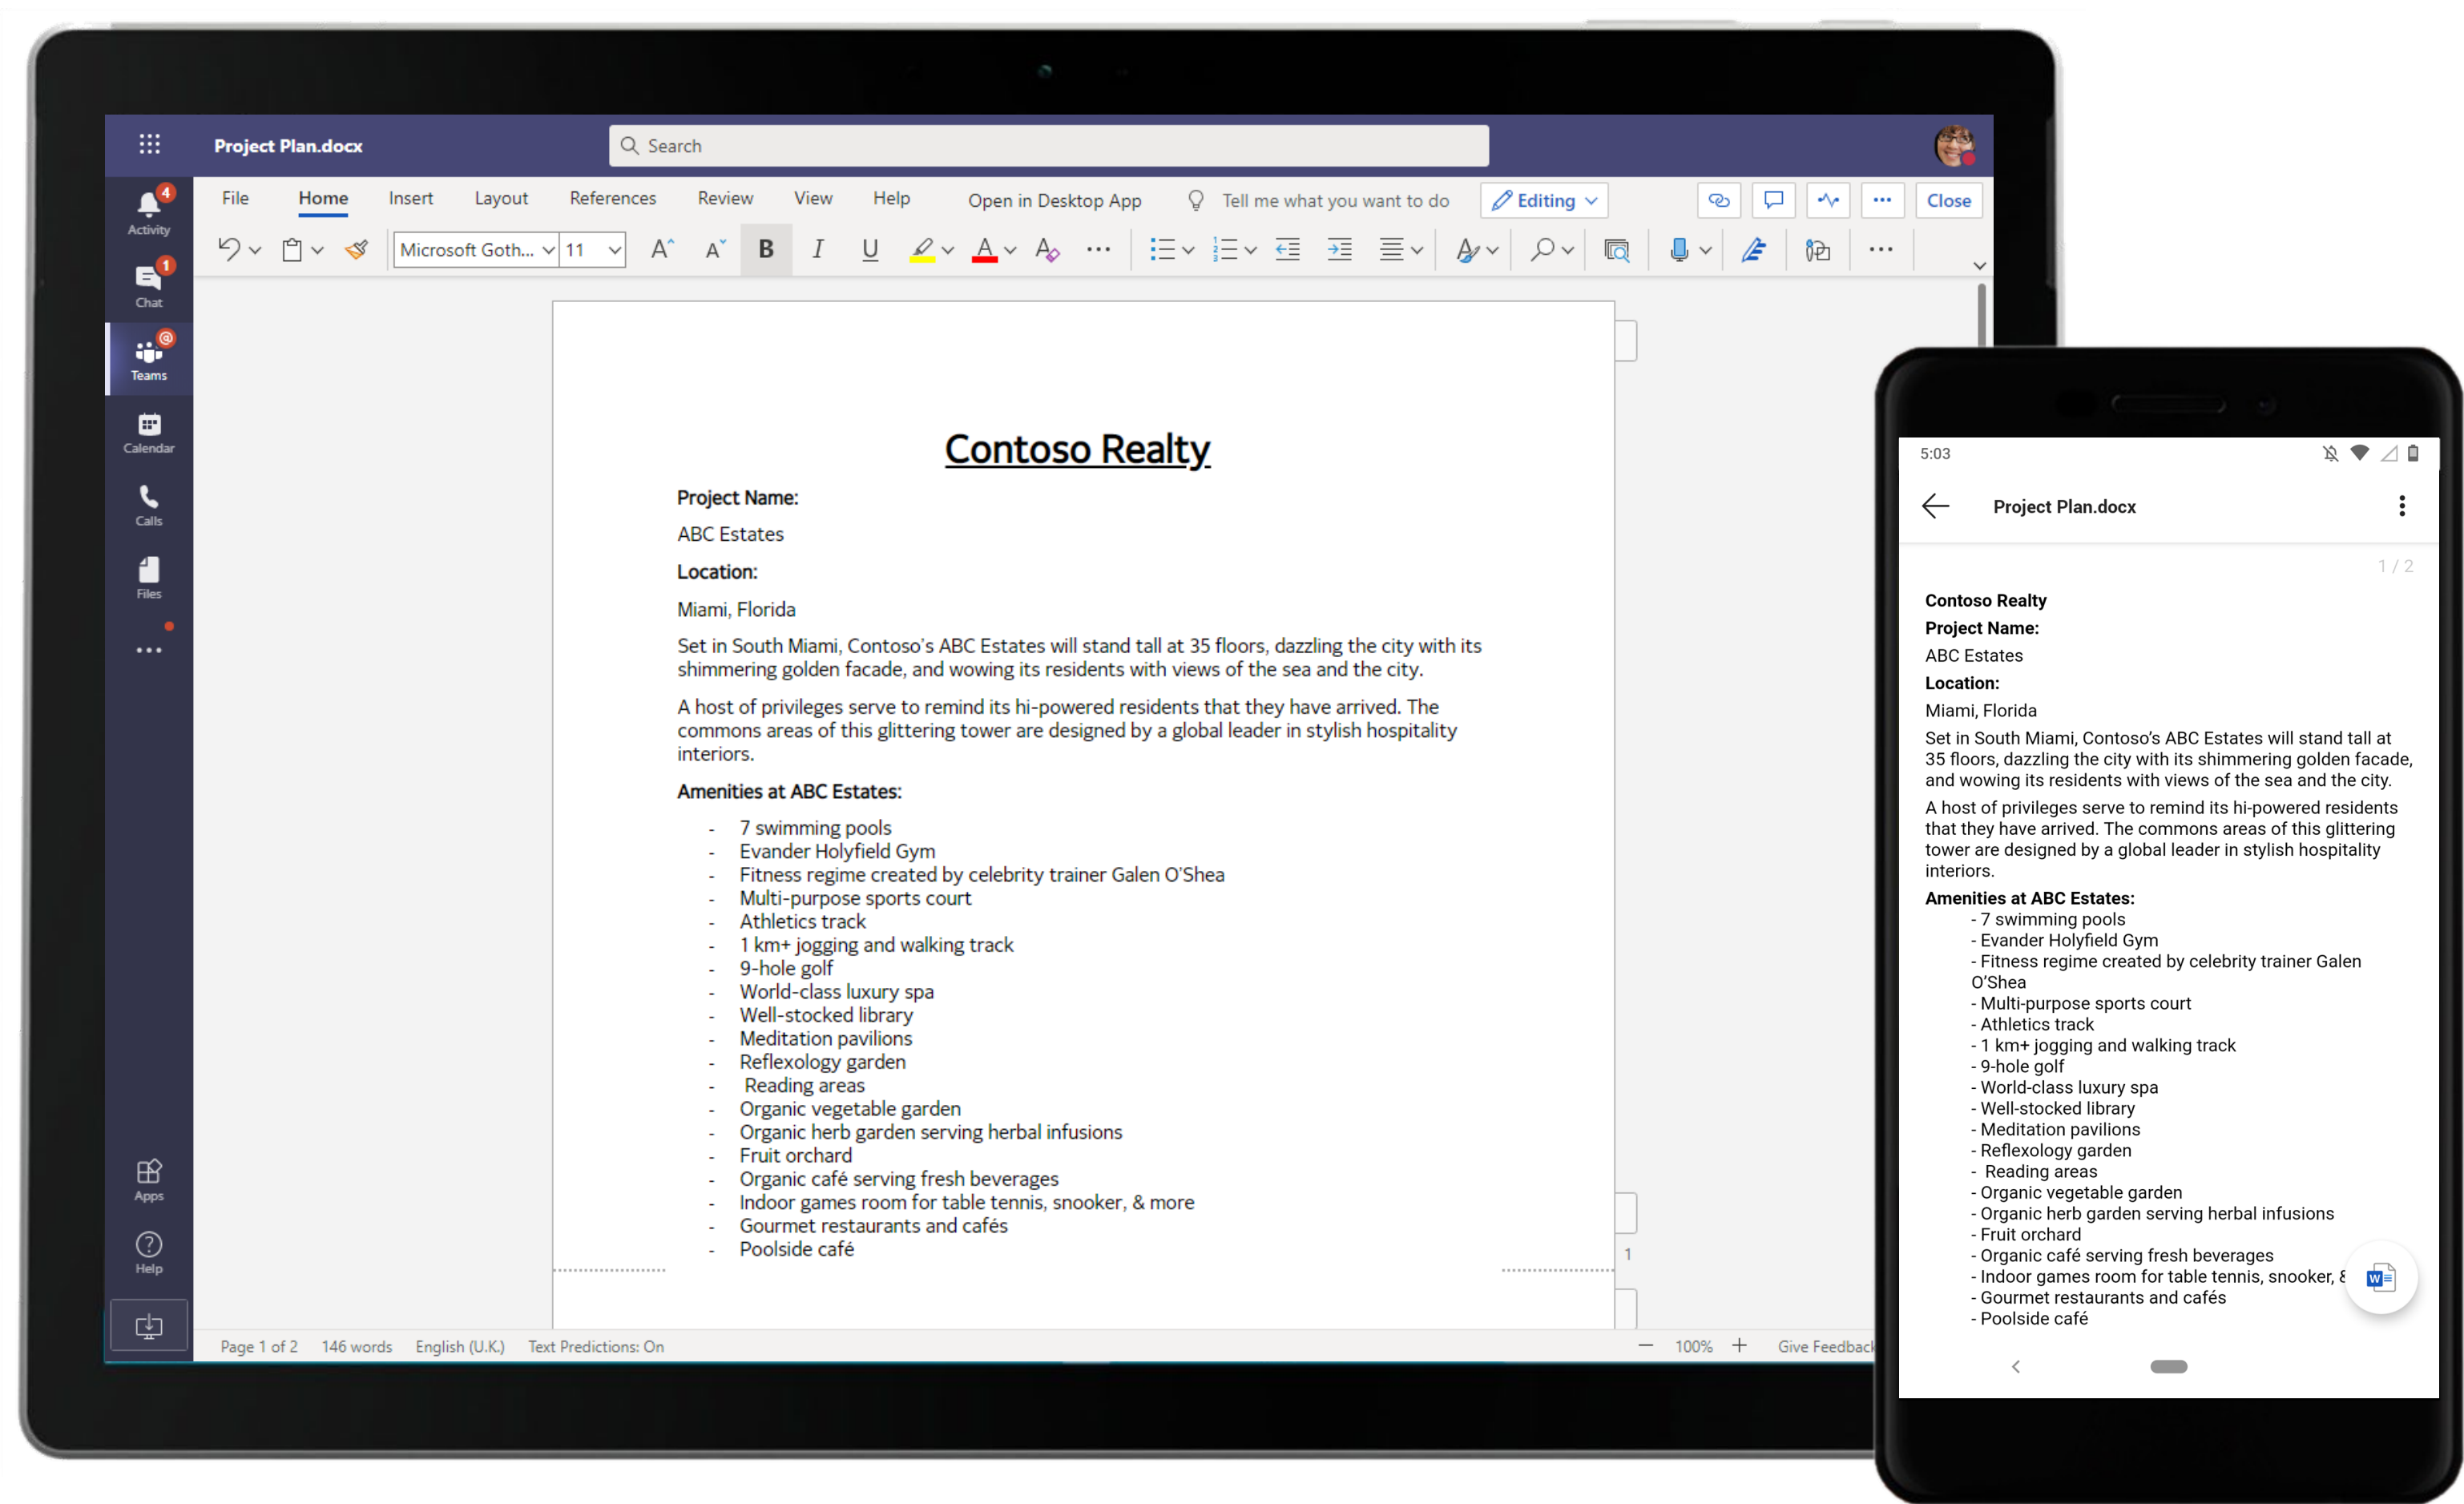 Project Plan.docx
Search
4
Activity
1
Chat
@
Teams
Calendar
Calls
Files
Apps
?
Help
File Home Insert Layout References Review View Help Open in Desktop App Tell me what you want to do Editing Close
Microsoft Goth... 11 A A B I U A A
Contoso Realty
Project Name:
ABC Estates
Location:
Miami, Florida
Set in South Miami, Contoso's ABC Estates will stand tall at 35 floors, dazzling the city with its
shimmering golden facade, and wowing its residents with views of the sea and the city.
A host of privileges serve to remind its hi-powered residents that they have arrived. The
commons areas of this glittering tower are designed by a global leader in stylish hospitality
interiors.
Amenities at ABC Estates:
- 7 swimming pools
- Evander Holyfield Gym
- Fitness regime created by celebrity trainer Galen O'Shea
- Multi-purpose sports court
- Athletics track
- 1 km+ jogging and walking track
- 9-hole golf
- World-class luxury spa
- Well-stocked library
- Meditation pavilions
- Reflexology garden
- Reading areas
- Organic vegetable garden
- Organic herb garden serving herbal infusions
- Fruit orchard
- Organic café serving fresh beverages
- Indoor games room for table tennis, snooker, & more
- Gourmet restaurants and cafés
- Poolside café
1
Page 1 of 2 146 words English (U.K.) Text Predictions: On — 100% + Give Feedback
5:03
Project Plan.docx
1 / 2
Contoso Realty
Project Name:
ABC Estates
Location:
Miami, Florida
Set in South Miami, Contoso's ABC Estates will stand tall at
35 floors, dazzling the city with its shimmering golden facade,
and wowing its residents with views of the sea and the city.
A host of privileges serve to remind its hi-powered residents
that they have arrived. The commons areas of this glittering
tower are designed by a global leader in stylish hospitality
interiors.
Amenities at ABC Estates:
- 7 swimming pools
- Evander Holyfield Gym
- Fitness regime created by celebrity trainer Galen
O'Shea
- Multi-purpose sports court
- Athletics track
- 1 km+ jogging and walking track
- 9-hole golf
- World-class luxury spa
- Well-stocked library
- Meditation pavilions
- Reflexology garden
- Reading areas
- Organic vegetable garden
- Organic herb garden serving herbal infusions
- Fruit orchard
- Organic café serving fresh beverages
- Indoor games room for table tennis, snooker, &
W
- Gourmet restaurants and cafés
- Poolside café